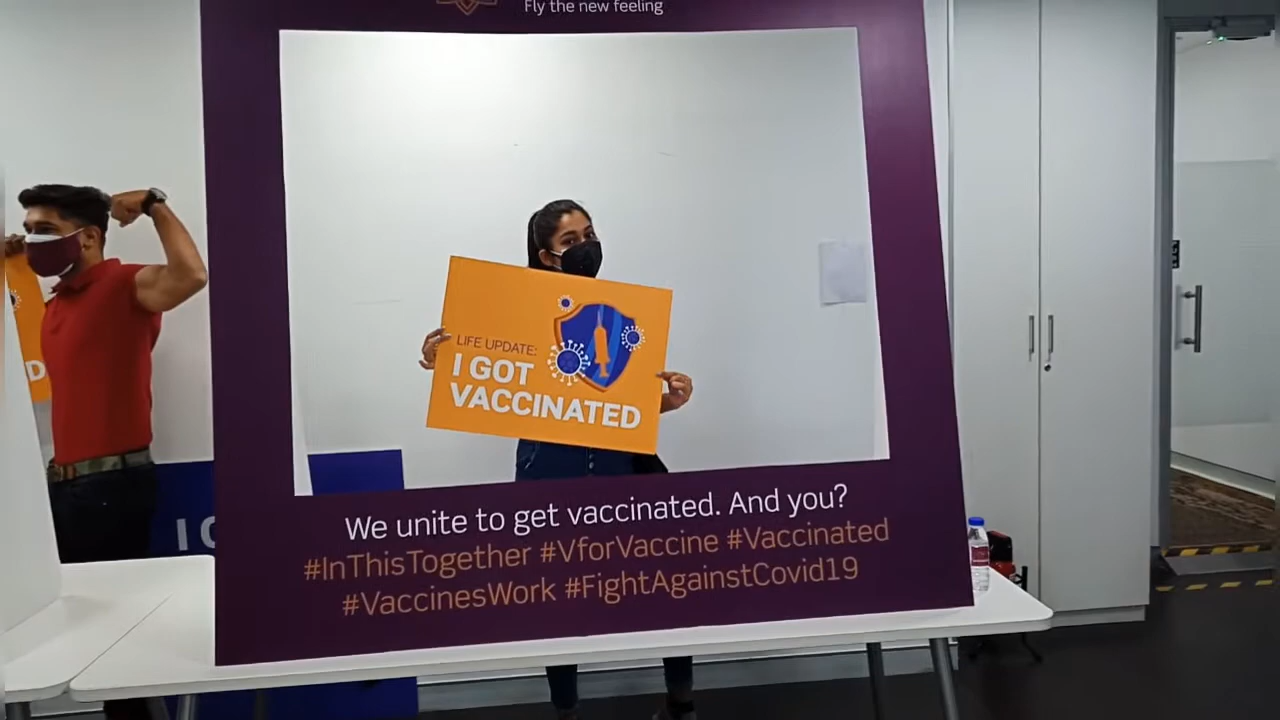 Fly the new feeling
LIFE UPDATE:
I GOT
VACCINATED
We unite to get vaccinated. And you?
#InThisTogether #VforVaccine #Vaccinated
#VaccinesWork #FightAgainstCovid19
D
I G